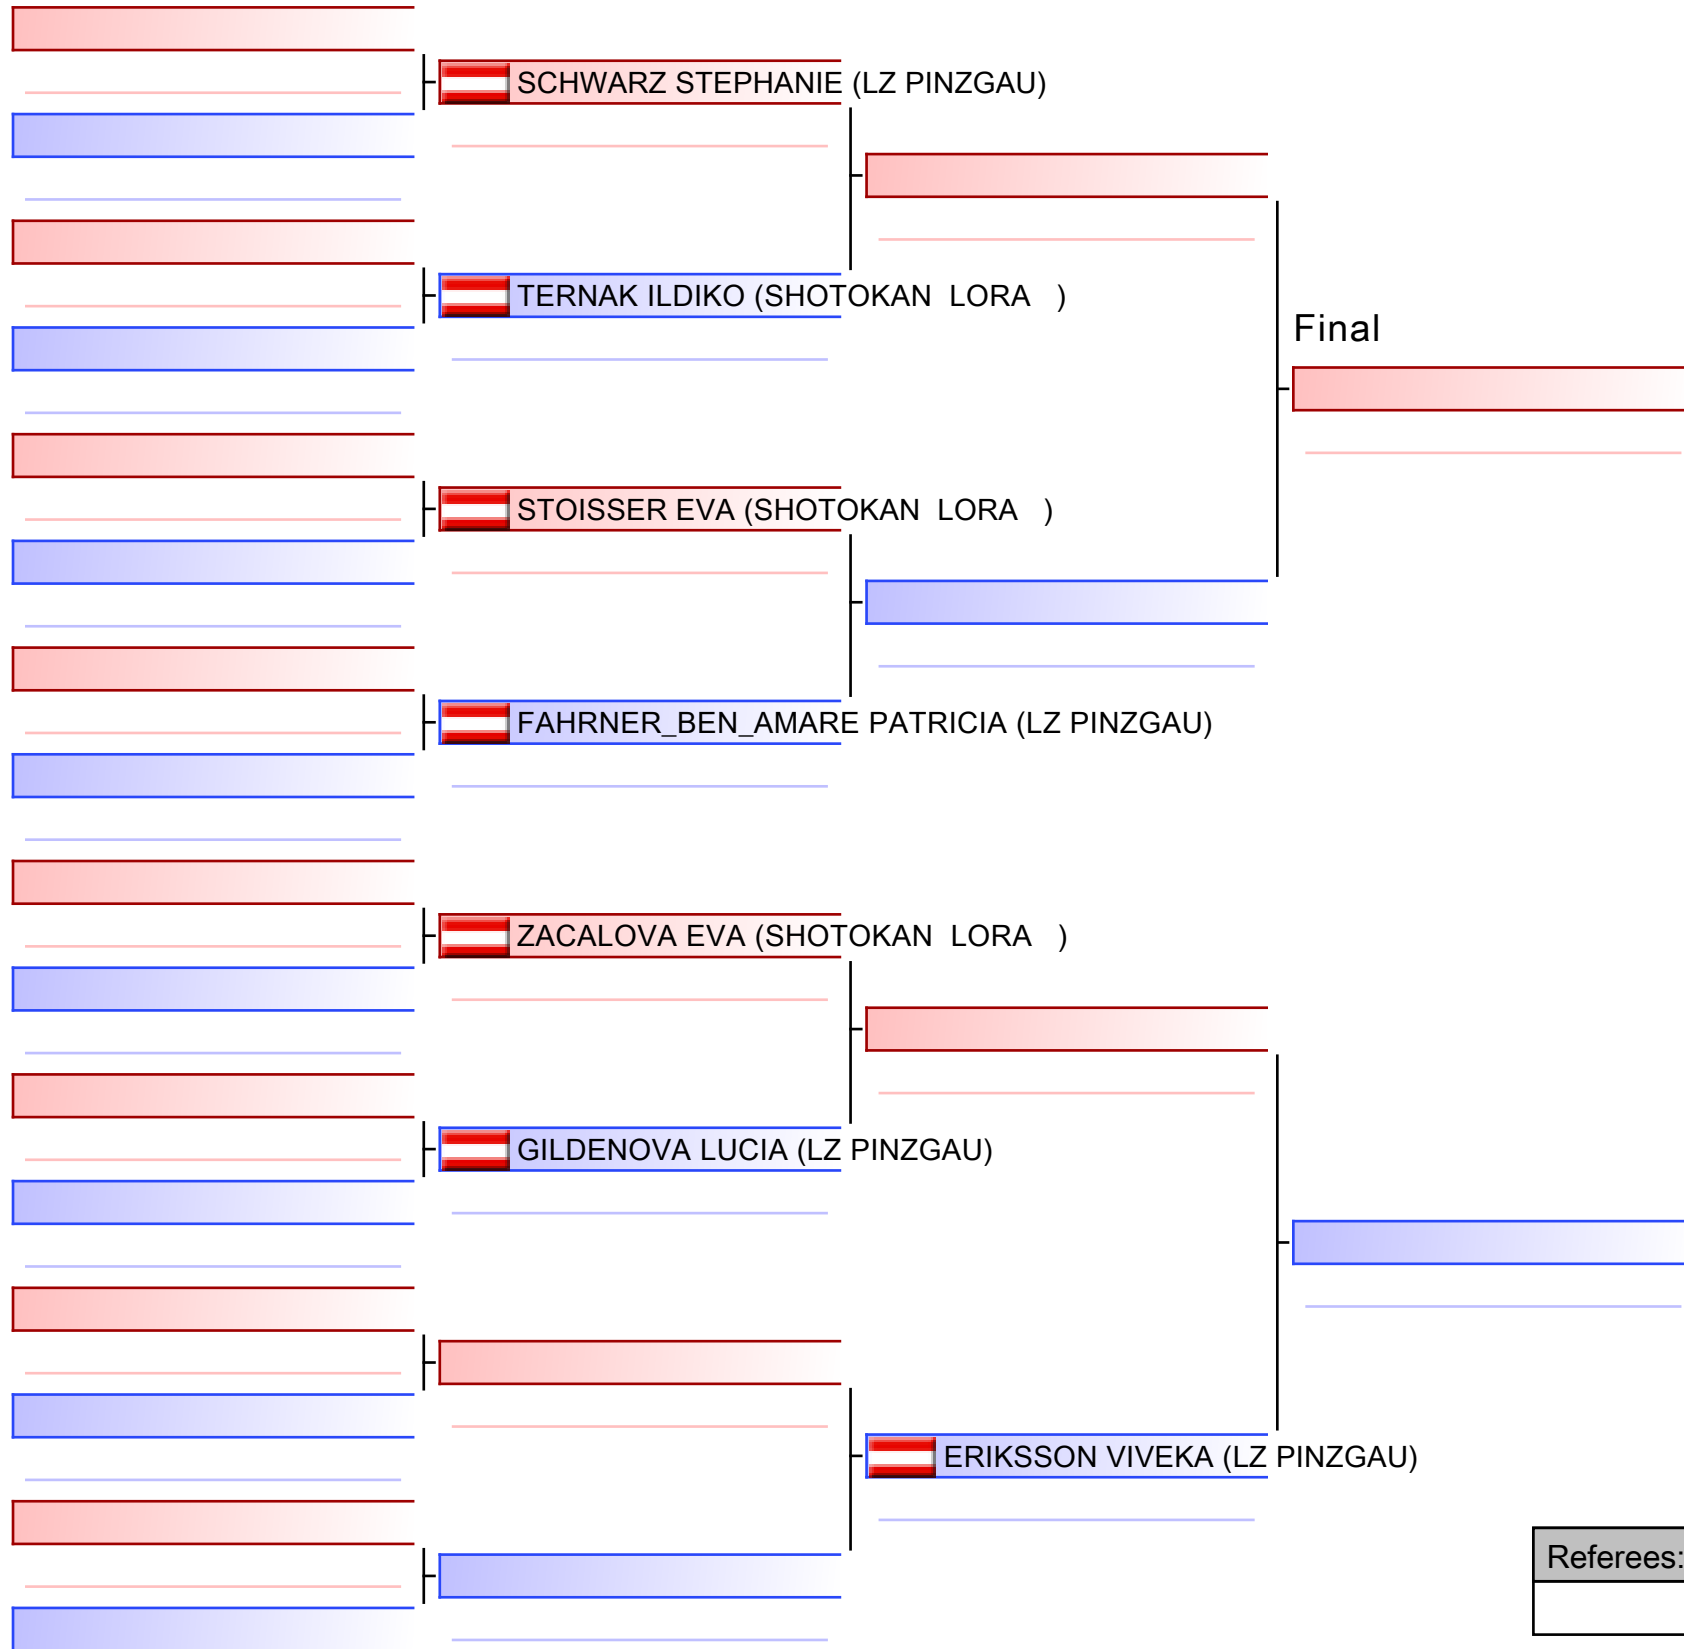 SCHWARZ STEPHANIE (LZ PINZGAU)
TERNAK ILDIKO (SHOTOKAN  LORA   )
Final
STOISSER EVA (SHOTOKAN  LORA   )
FAHRNER_BEN_AMARE PATRICIA (LZ PINZGAU)
ZACALOVA EVA (SHOTOKAN  LORA   )
GILDENOVA LUCIA (LZ PINZGAU)
ERIKSSON VIVEKA (LZ PINZGAU)
Referees: